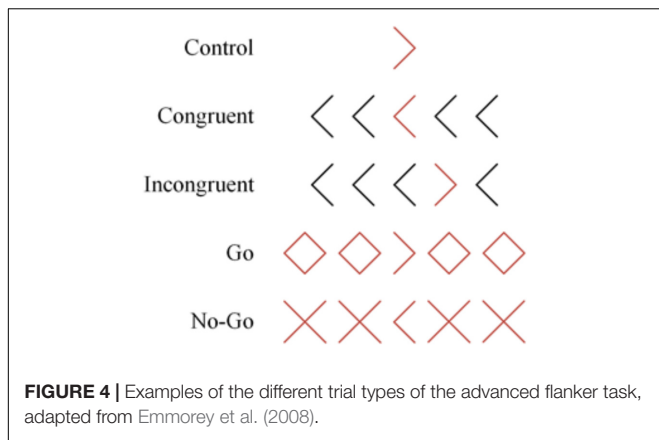 Control
Congruent
Incongruent
Go
No-Go
FIGURE 4 | Examples of the different trial types of the advanced flanker task,
adapted from Emmorey et al. (2008).